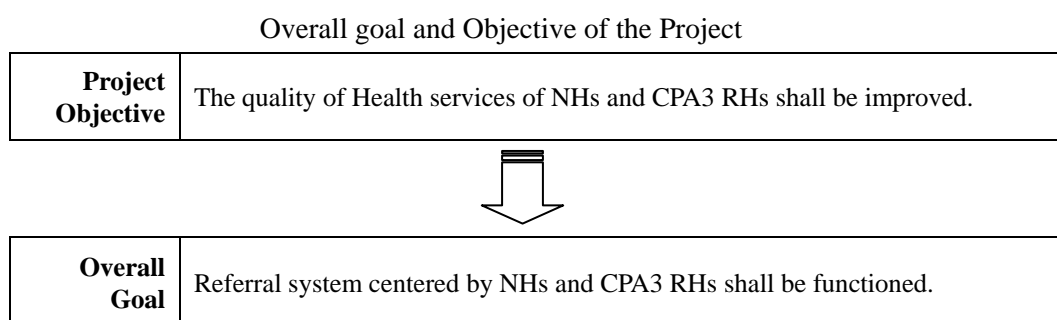 Overall goal and Objective of the Project
Project
Objective
The quality of Health services of NHs and CPA3 RHs shall be improved.
Overall
Goal
Referral system centered by NHs and CPA3 RHs shall be functioned.